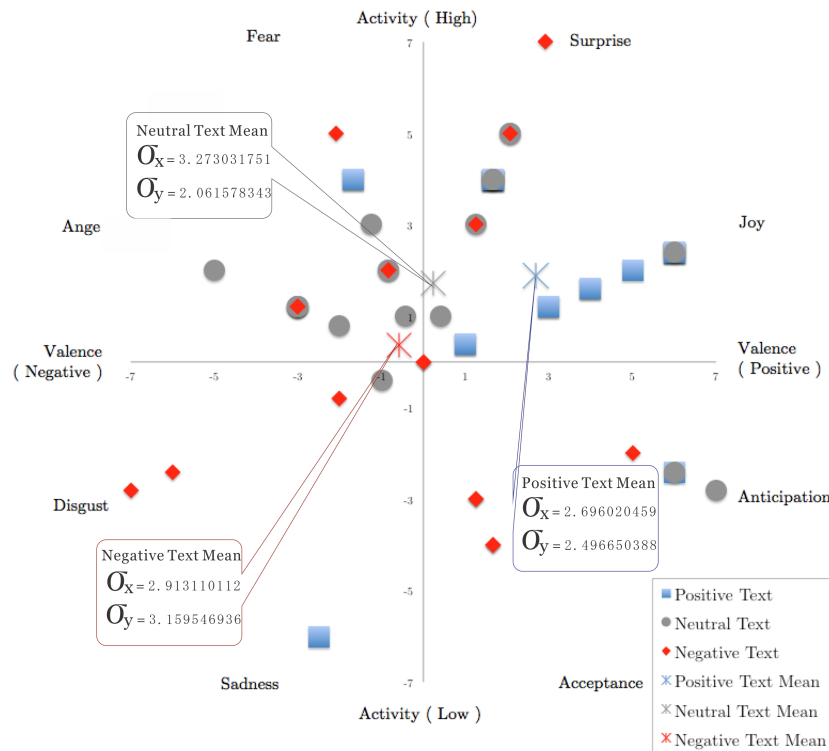 Activity ( High)
Fear
7
Surprise
Neutral Text Mean
σx=3.273031751
σy=2.061578343
5
3
Ange
Joy
1
Valence
( Negative )
Valence
( Positive )
-7
-5
-3
-1
1
3
5
7
-1
-3
Disgust
Anticipation
Positive Text Mean
σx=2.696020459
σy=2.496650388
Negative Text Mean
σx=2.913110112
σy=3.159546936
-5
-7
Sadness
Acceptance
Activity ( Low )
Positive Text
Neutral Text
Negative Text
Positive Text Mean
Neutral Text Mean
Negative Text Mean